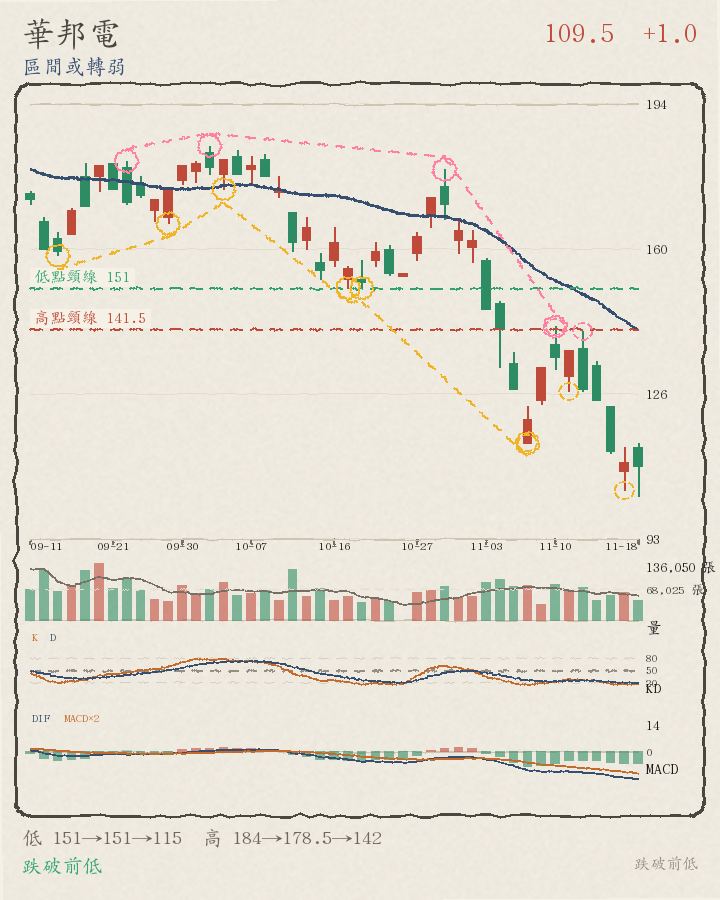 華邦電
109.5 +1.0
區間或轉弱
194
160
低點頸線 151
高點頸線 141.5
126
93
09-11 09-21 09-30 10-07 10-16 10-27 11-03 11-10 11-18
136,050 張
68,025 張
量
K D
80
50
20
KD
DIF MACD×2
14
0
MACD
低 151→151→115 高 184→178.5→142
跌破前低
跌破前低